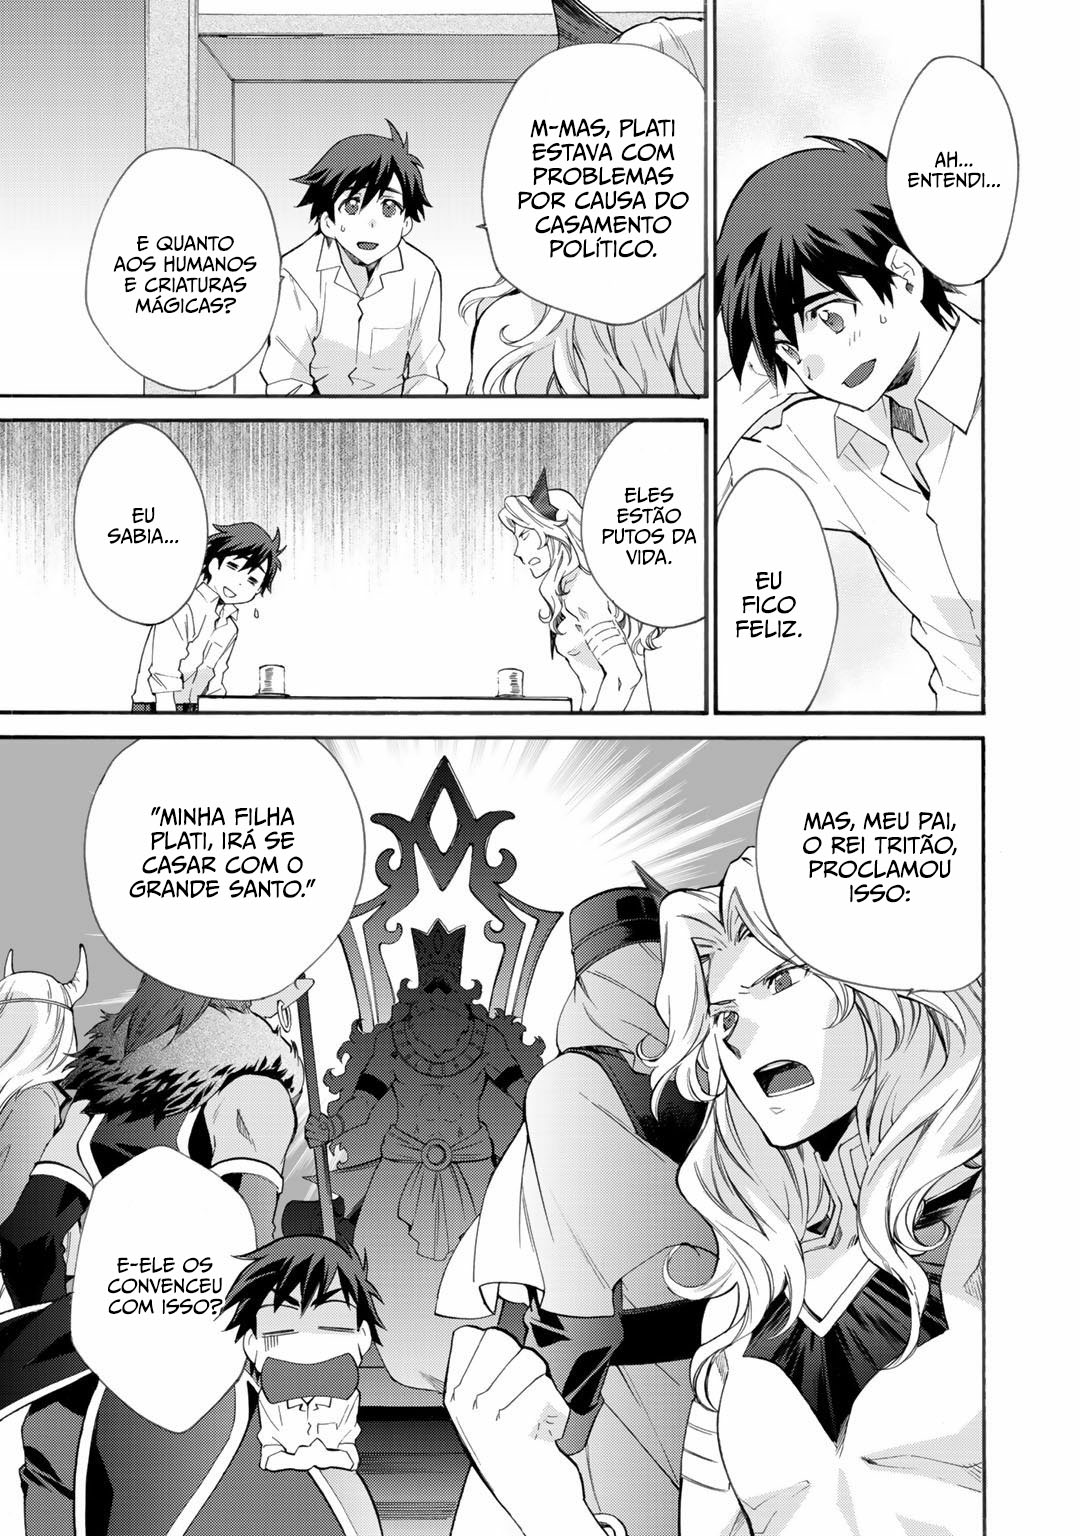 AH...
ENTENDI...
EU
FICO
FELIZ.
M-MAS, PLATI
ESTAVA COM
PROBLEMAS
POR CAUSA DO
CASAMENTO
POLÍTICO.
E QUANTO
AOS HUMANOS
E CRIATURAS
MÁGICAS?
ELES
ESTÃO
PUTOS DA
VIDA.
EU
SABIA...
MAS, MEU PAI,
O REI TRITÃO,
PROCLAMOU
ISSO:
"MINHA FILHA
PLATI, IRÁ SE
CASAR COM O
GRANDE SANTO."
E-ELE OS
CONVENCEU
COM ISSO?